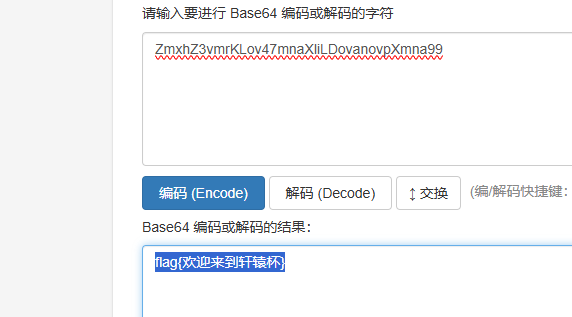 请输入要进行 Base64 编码或解码的字符
ZmxhZ3vmrKLov47mnaXliLDovanovpXmna99
编码 (Encode) 解码 (Decode) ↕ 交换 (编/解码快捷键：
Base64 编码或解码的结果：
flag{欢迎来到轩辕杯}